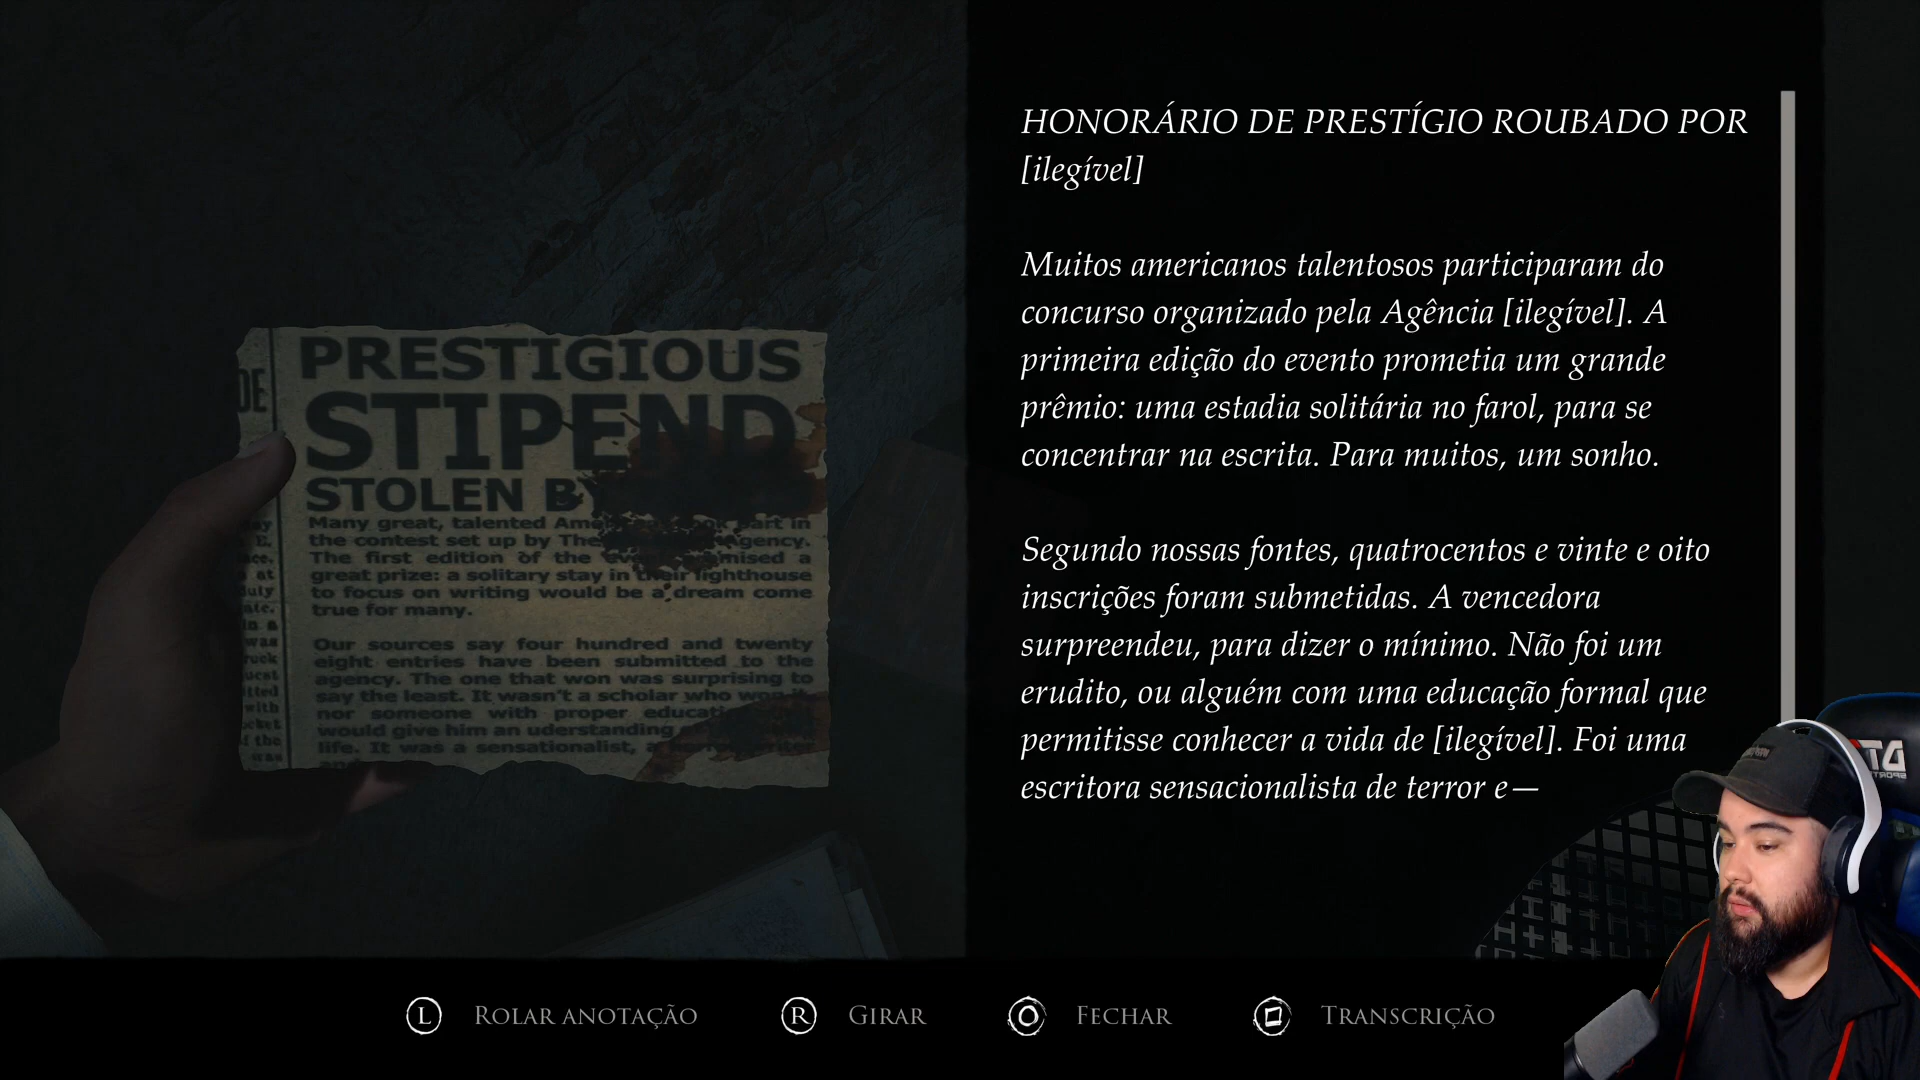 HONORÁRIO DE PRESTÍGIO ROUBADO POR
[ilegível]
Muitos americanos talentosos participaram do
concurso organizado pela Agência [ilegível]. A
primeira edição do evento prometia um grande
prêmio: uma estadia solitária no farol, para se
concentrar na escrita. Para muitos, um sonho.
Segundo nossas fontes, quatrocentos e vinte e oito
inscrições foram submetidas. A vencedora
surpreendeu, para dizer o mínimo. Não foi um
erudito, ou alguém com uma educação formal que
permitisse conhecer a vida de [ilegível]. Foi uma
escritora sensacionalista de terror e—
PRESTIGIOUS
STIPEND
STOLEN BY
Many great, talented part in
the contest set up by The
The first edition of the a
great prize: a solitary stay in their lighthouse
to focus on writing would be a dream come
true for many.
Our sources say four hundred and twenty
eight entries have been submitted to the
agency. The one that won was surprising to
say the least. It wasn't a scholar who won it,
nor someone with proper
would give him an uderstanding
life. It was a sensationalist, a
and
L ROLAR ANOTAÇÃO
R GIRAR
FECHAR
TRANSCRIÇÃO